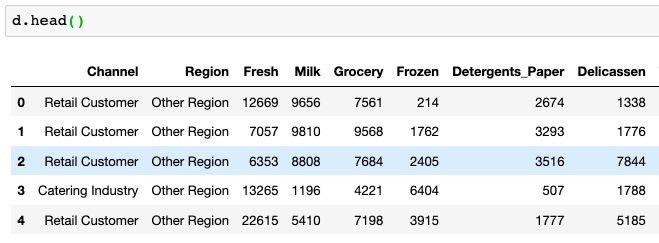 d.head()
Channel Region Fresh Milk Grocery Frozen Detergents_Paper Delicassen
0 Retail Customer Other Region 12669 9656 7561 214 2674 1338
1 Retail Customer Other Region 7057 9810 9568 1762 3293 1776
2 Retail Customer Other Region 6353 8808 7684 2405 3516 7844
3 Catering Industry Other Region 13265 1196 4221 6404 507 1788
4 Retail Customer Other Region 22615 5410 7198 3915 1777 5185